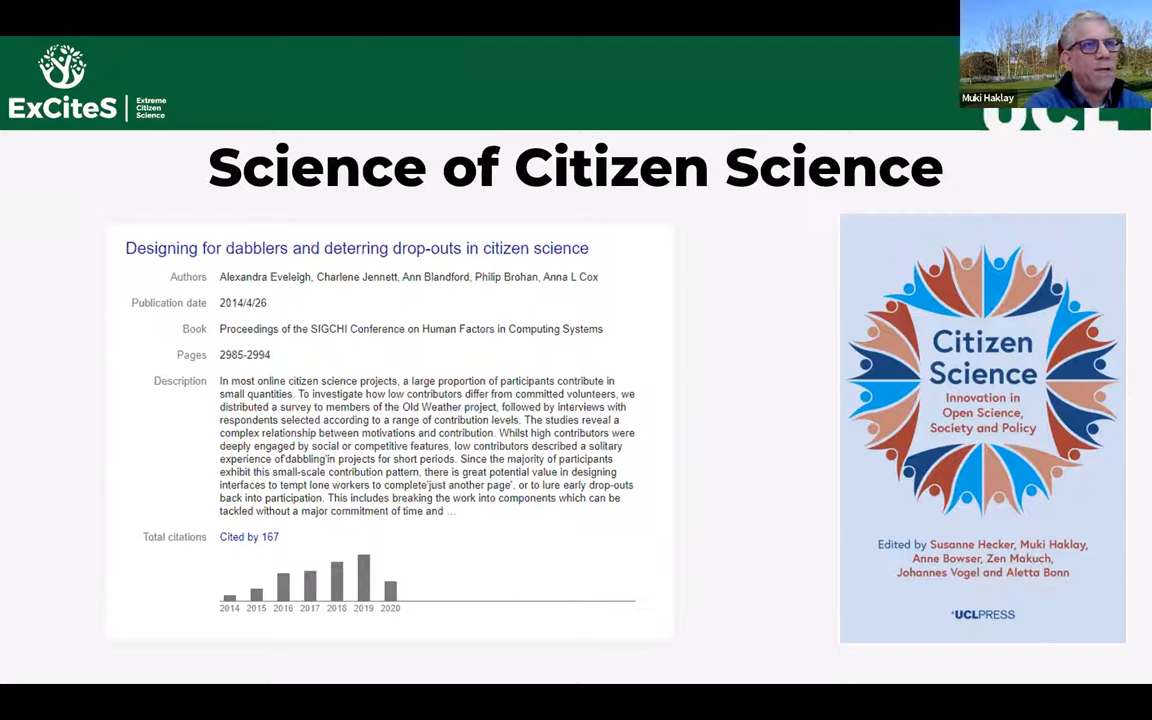 ExCiteS
Extreme
Citizen
Science
Muki Haklay
UCL
Science of Citizen Science
Designing for dabblers and deterring drop-outs in citizen science
Authors Alexandra Eveleigh, Charlene Jennett, Ann Blandford, Philip Brohan, Anna L Cox
Publication date 2014/4/26
Book Proceedings of the SIGCHI Conference on Human Factors in Computing Systems
Pages 2985-2994
Description In most online citizen science projects, a large proportion of participants contribute in
small quantities. To investigate how low contributors differ from committed volunteers, we
distributed a survey to members of the Old Weather project, followed by interviews with
respondents selected according to a range of contribution levels. The studies reveal a
complex relationship between motivations and contribution. Whilst high contributors were
deeply engaged by social or competitive features, low contributors described a solitary
experience of'dabbling'in projects for short periods. Since the majority of participants
exhibit this small-scale contribution pattern, there is great potential value in designing
interfaces to tempt lone workers to complete'just another page', or to lure early drop-outs
back into participation. This includes breaking the work into components which can be
tackled without a major commitment of time and …
Total citations Cited by 167
2014 2015 2016 2017 2018 2019 2020
Citizen
Science
Innovation in
Open Science,
Society and Policy
Edited by Susanne Hecker, Muki Haklay,
Anne Bowser, Zen Makuch,
Johannes Vogel and Aletta Bonn
UCLPRESS